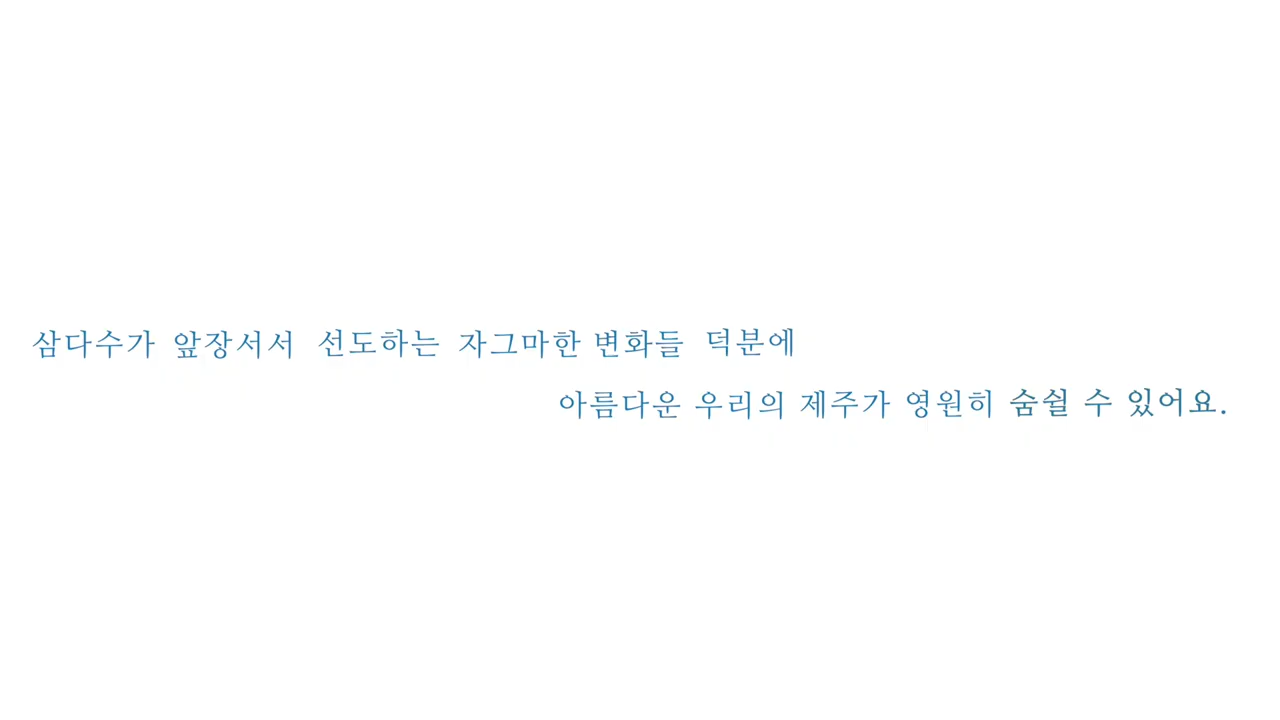 삼다수가 앞장서서 선도하는 자그마한 변화들 덕분에
아름다운 우리의 제주가 영원히 숨쉴 수 있어요.